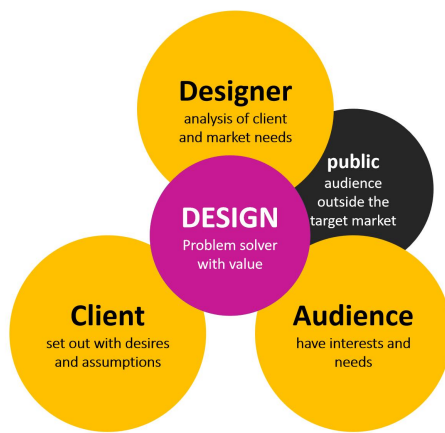 Designer
analysis of client
and market needs
public
audience
outside the
target market
DESIGN
Problem solver
with value
Client
set out with desires
and assumptions
Audience
have interests and
needs